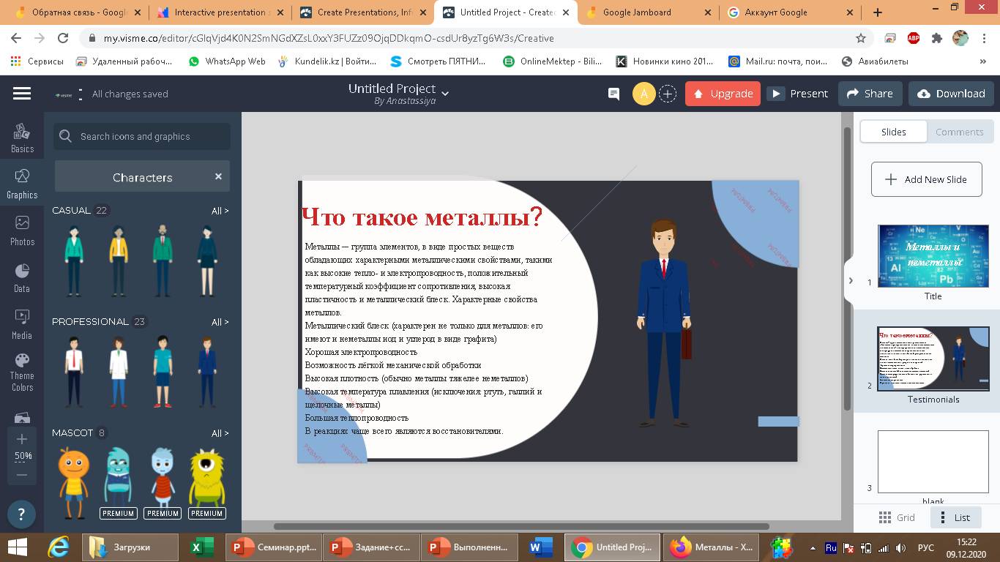 Обратная связь - Googl
Interactive presentation s
Create Presentations, Inf
Untitled Project - Created
Google Jamboard
Аккаунт Google
my.visme.co/editor/
/Creative
Сервисы
Удаленный рабоч...
WhatsApp Web
Kundelik.kz | Войти...
Смотреть ПЯТНИ...
OnlineMektep - Bili...
Новинки кино 201...
Mail.ru: почта, пои...
Авиабилеты
visme
All changes saved
Untitled Project
By Anastassiya
A
Upgrade
Present
Share
Download
Basics
Graphics
Photos
Data
Media
Theme
Colors
50%
?
Search icons and graphics
Characters
CASUAL 22
All >
PROFESSIONAL 23
All >
MASCOT 8
All >
PREMIUM
PREMIUM
PREMIUM
Что такое металлы?
Металлы — группа элементов, в виде простых веществ
обладающих характерными металлическими свойствами, такими
как высокие тепло- и электропроводность, положительный
температурный коэффициент сопротивления, высокая
пластичность и металлический блеск. Характерные свойства
металлов.
Металлический блеск (характерен не только для металлов: его
имеют и неметаллы иод и углерод в виде графита)
Хорошая электропроводность
Возможность лёгкой механической обработки
Высокая плотность (обычно металлы тяжелее неметаллов)
Высокая температура плавления (исключения: ртуть, галлий и
щелочные металлы)
Большая теплопроводность
В реакциях чаще всего являются восстановителями.
Slides
Comments
Add New Slide
Металлы и
неметаллы
1
Title
Что такое металлы?
2
Testimonials
3
blank
Grid
List
Загрузки
Семинар.ppt...
Задание+сс...
Выполненн...
Untitled Proj...
Металлы - Х...
Ru
РУС
15:22
09.12.2020